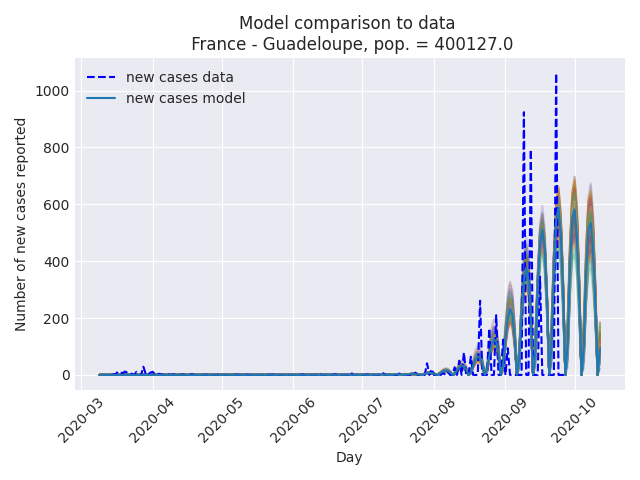 Model comparison to data
France - Guadeloupe, pop. = 400127.0
new cases data
new cases model
Number of new cases reported
1000
800
600
400
200
0
2020-03
2020-04
2020-05
2020-06
2020-07
2020-08
2020-09
2020-10
Day